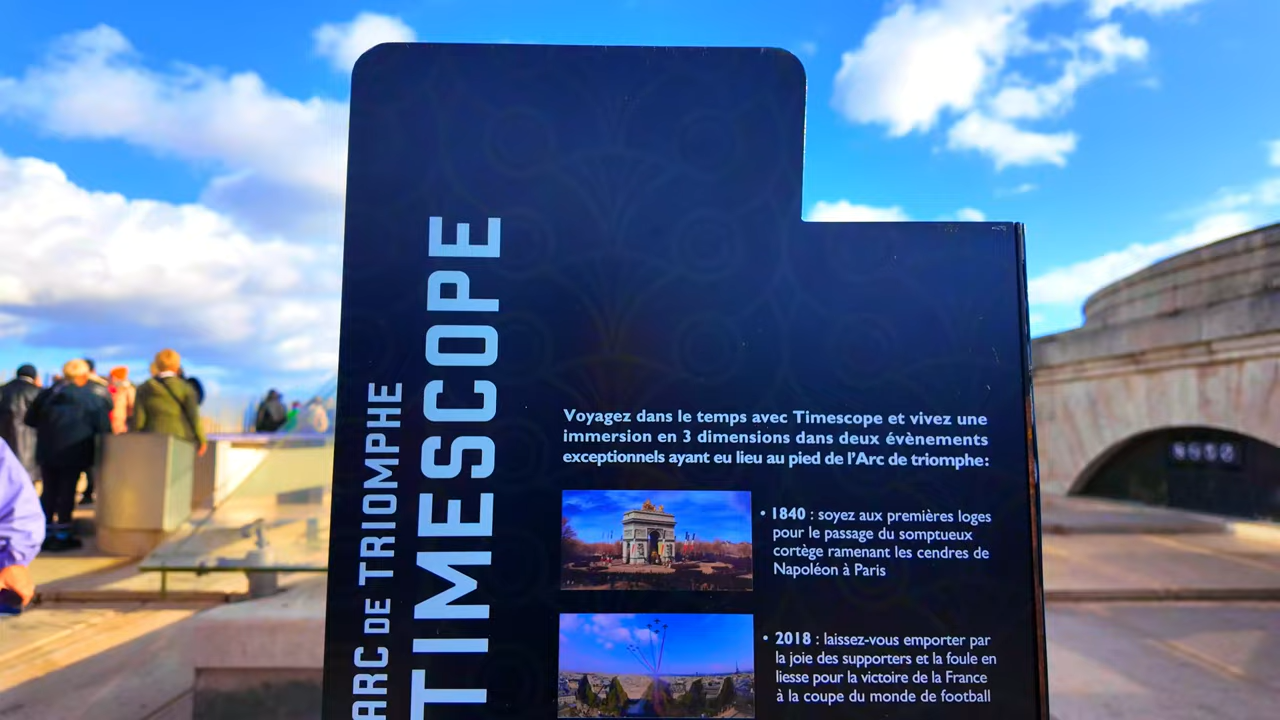 ARC DE TRIOMPHE
TIMESCOPE
Voyagez dans le temps avec Timescope et vivez une
immersion en 3 dimensions dans deux évènements
exceptionnels ayant eu lieu au pied de l'Arc de triomphe:
• 1840 : soyez aux premières loges
pour le passage du somptueux
cortège ramenant les cendres de
Napoléon à Paris
• 2018 : laissez-vous emporter par
la joie des supporters et la foule en
liesse pour la victoire de la France
à la coupe du monde de football